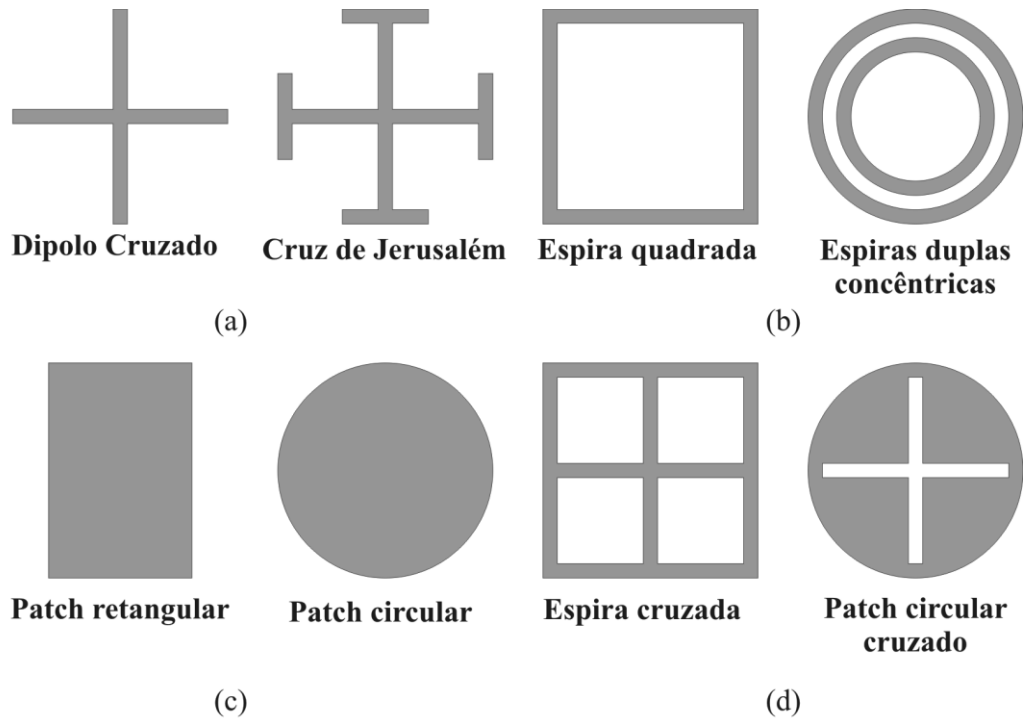 Dipolo Cruzado
Cruz de Jerusalém
Espira quadrada
Espiras duplas
concêntricas
(a)
(b)
Patch retangular
Patch circular
Espira cruzada
Patch circular
cruzado
(c)
(d)